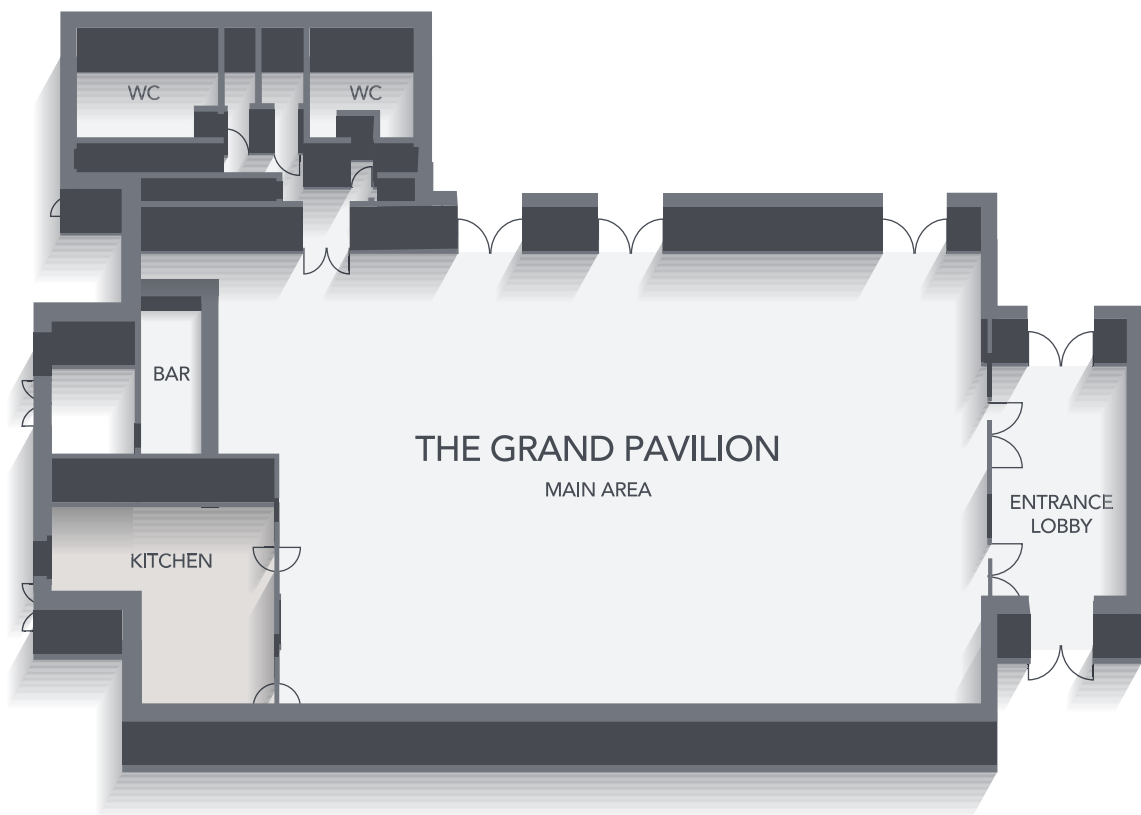 WC
WC
BAR
THE GRAND PAVILION
MAIN AREA
ENTRANCE
LOBBY
KITCHEN